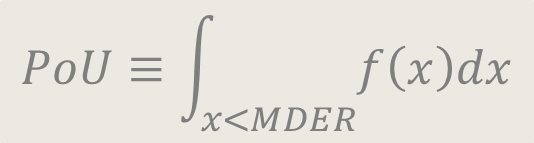 PoU ≡ ∫x<MDER f(x)dx